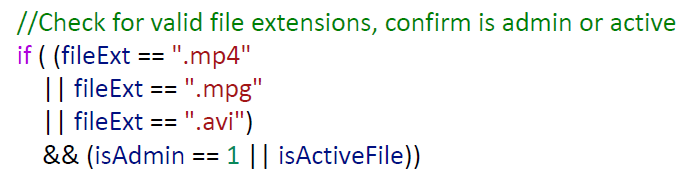 //Check for valid file extensions, confirm is admin or active
if ( (fileExt == ".mp4"
|| fileExt == ".mpg"
|| fileExt == ".avi")
&& (isAdmin == 1 || isActiveFile))